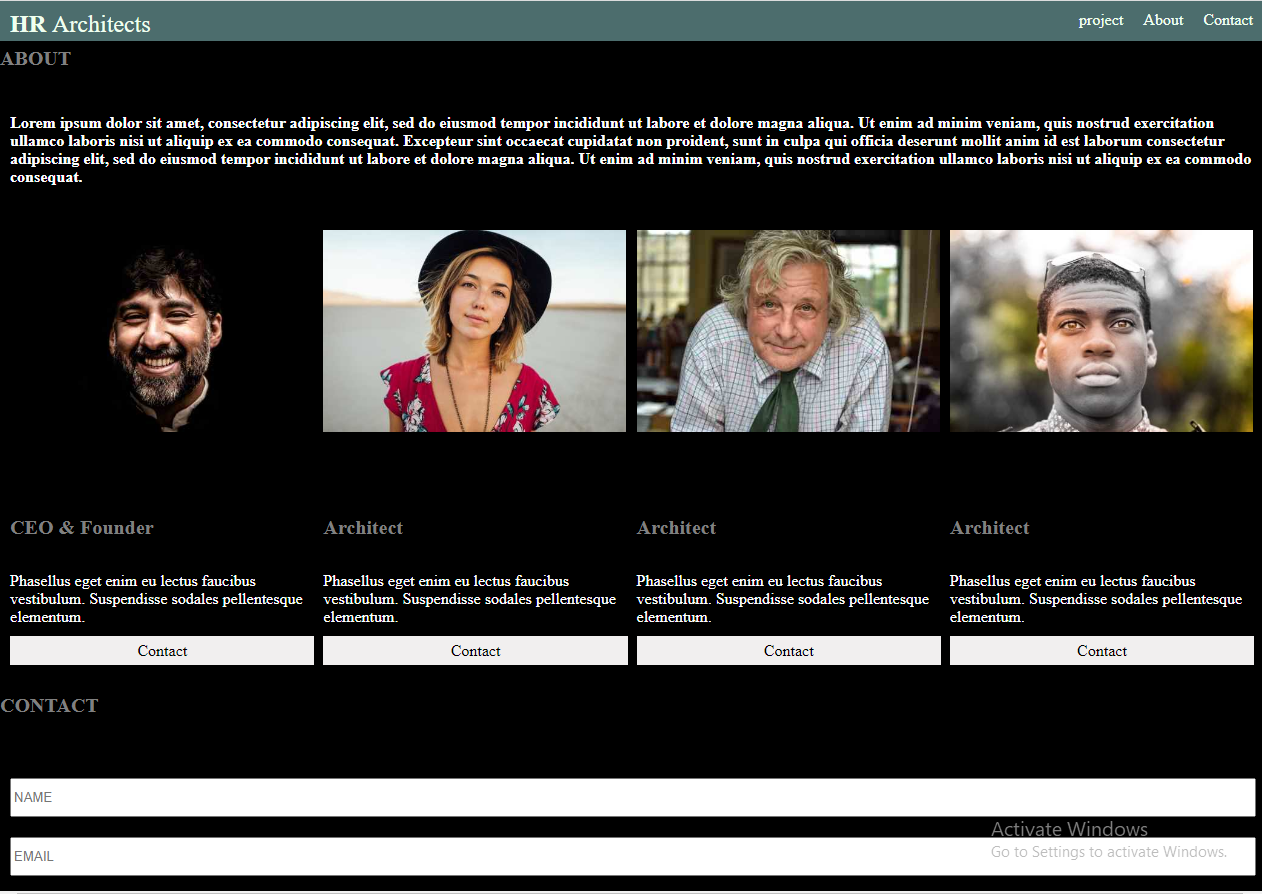 HR Architects
project About Contact
ABOUT
Lorem ipsum dolor sit amet, consectetur adipiscing elit, sed do eiusmod tempor incididunt ut labore et dolore magna aliqua. Ut enim ad minim veniam, quis nostrud exercitation
ullamco laboris nisi ut aliquip ex ea commodo consequat. Excepteur sint occaecat cupidatat non proident, sunt in culpa qui officia deserunt mollit anim id est laborum consectetur
adipiscing elit, sed do eiusmod tempor incididunt ut labore et dolore magna aliqua. Ut enim ad minim veniam, quis nostrud exercitation ullamco laboris nisi ut aliquip ex ea commodo
consequat.
CEO & Founder
Phasellus eget enim eu lectus faucibus
vestibulum. Suspendisse sodales pellentesque
elementum.
Contact
Architect
Phasellus eget enim eu lectus faucibus
vestibulum. Suspendisse sodales pellentesque
elementum.
Contact
Architect
Phasellus eget enim eu lectus faucibus
vestibulum. Suspendisse sodales pellentesque
elementum.
Contact
Architect
Phasellus eget enim eu lectus faucibus
vestibulum. Suspendisse sodales pellentesque
elementum.
Contact
CONTACT
NAME
EMAIL
Activate Windows
Go to Settings to activate Windows.